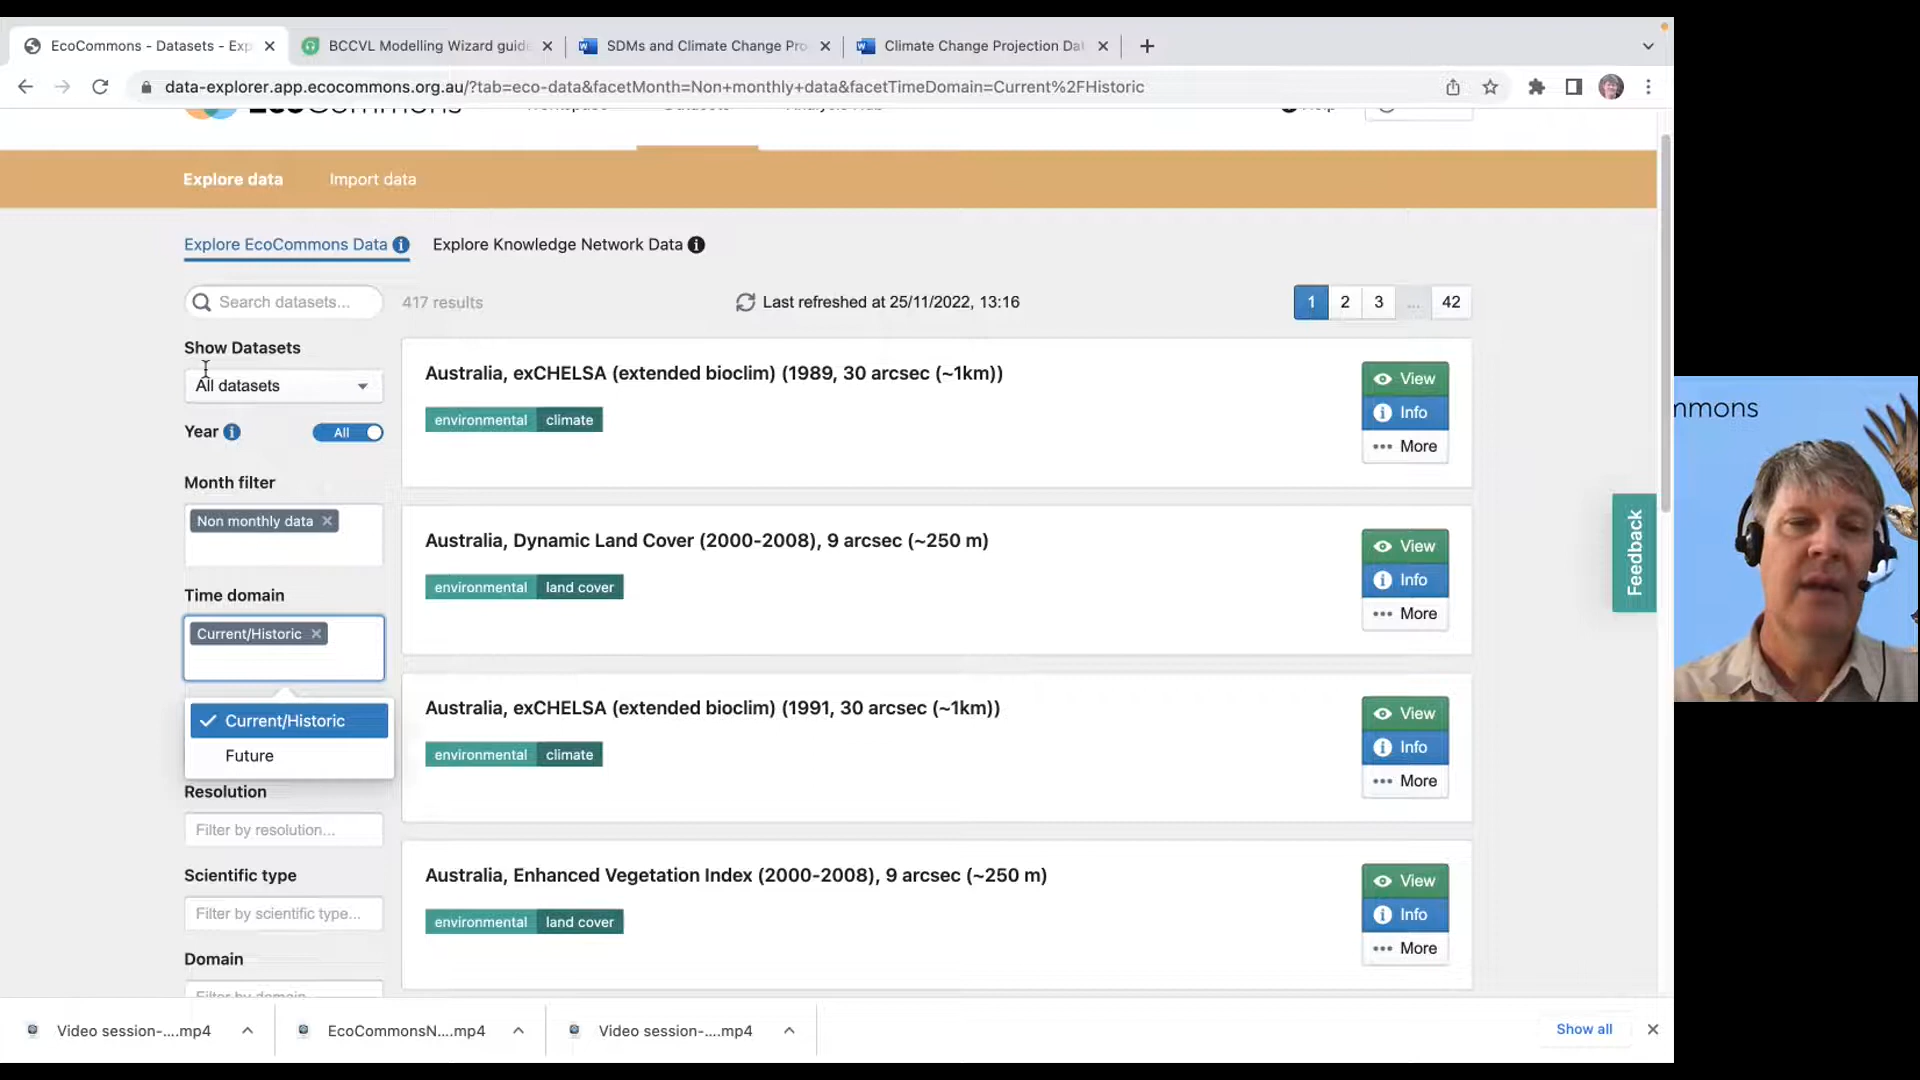 EcoCommons - Datasets - Exp
BCCVL Modelling Wizard guid
SDMs and Climate Change Pro
Climate Change Projection Da
data-explorer.app.ecocommons.org.au/?tab=eco-data&facetMonth=Non+monthly+data&facetTimeDomain=Current%2FHistoric
Explore data
Import data
Explore EcoCommons Data
Explore Knowledge Network Data
Search datasets...
417 results
Last refreshed at 25/11/2022, 13:16
1 2 3 ... 42
Show Datasets
All datasets
Year
All
Month filter
Non monthly data
Time domain
Current/Historic
Current/Historic
Future
Resolution
Filter by resolution...
Scientific type
Filter by scientific type...
Domain
Filter by domain
Australia, exCHELSA (extended bioclim) (1989, 30 arcsec (~1km))
environmental climate
View
Info
More
Australia, Dynamic Land Cover (2000-2008), 9 arcsec (~250 m)
environmental land cover
View
Info
More
Australia, exCHELSA (extended bioclim) (1991, 30 arcsec (~1km))
environmental climate
View
Info
More
Australia, Enhanced Vegetation Index (2000-2008), 9 arcsec (~250 m)
environmental land cover
View
Info
More
Feedback
mmons
Video session-....mp4
EcoCommonsN....mp4
Video session-....mp4
Show all